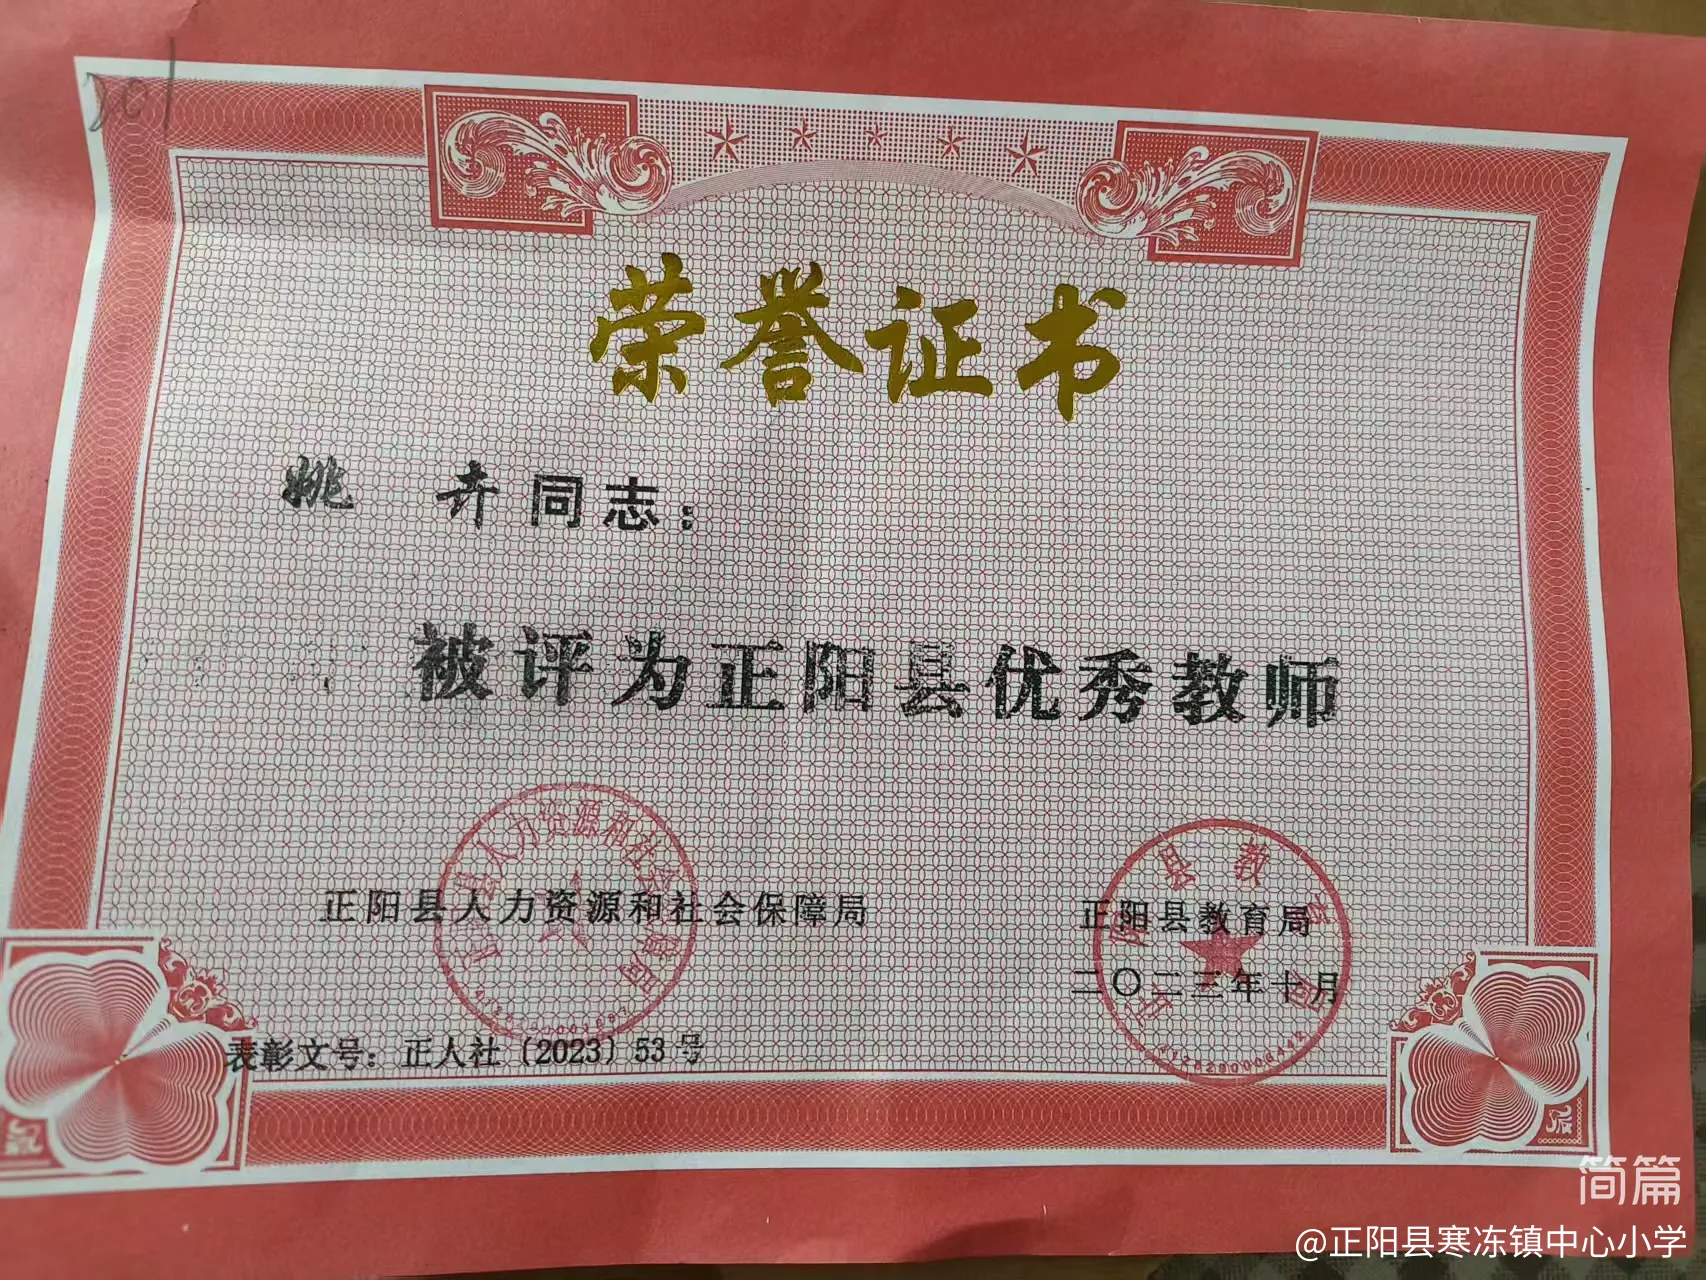 荣誉证书
姚 卉同志：
被评为正阳县优秀教师
正阳县人力资源和社会保障局
正阳县教育局
二〇二三年十月
表彰文号：正人社〔2023〕53号
简篇
@正阳县寒冻镇中心小学